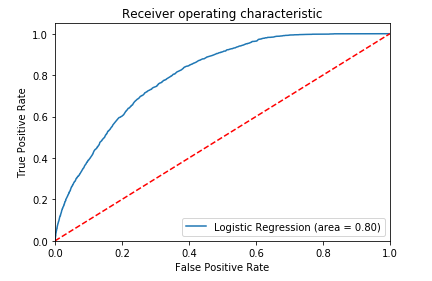 Receiver operating characteristic
1.0
0.8
0.6
0.4
0.2
0.0
True Positive Rate
Logistic Regression (area = 0.80)
0.0 0.2 0.4 0.6 0.8 1.0
False Positive Rate